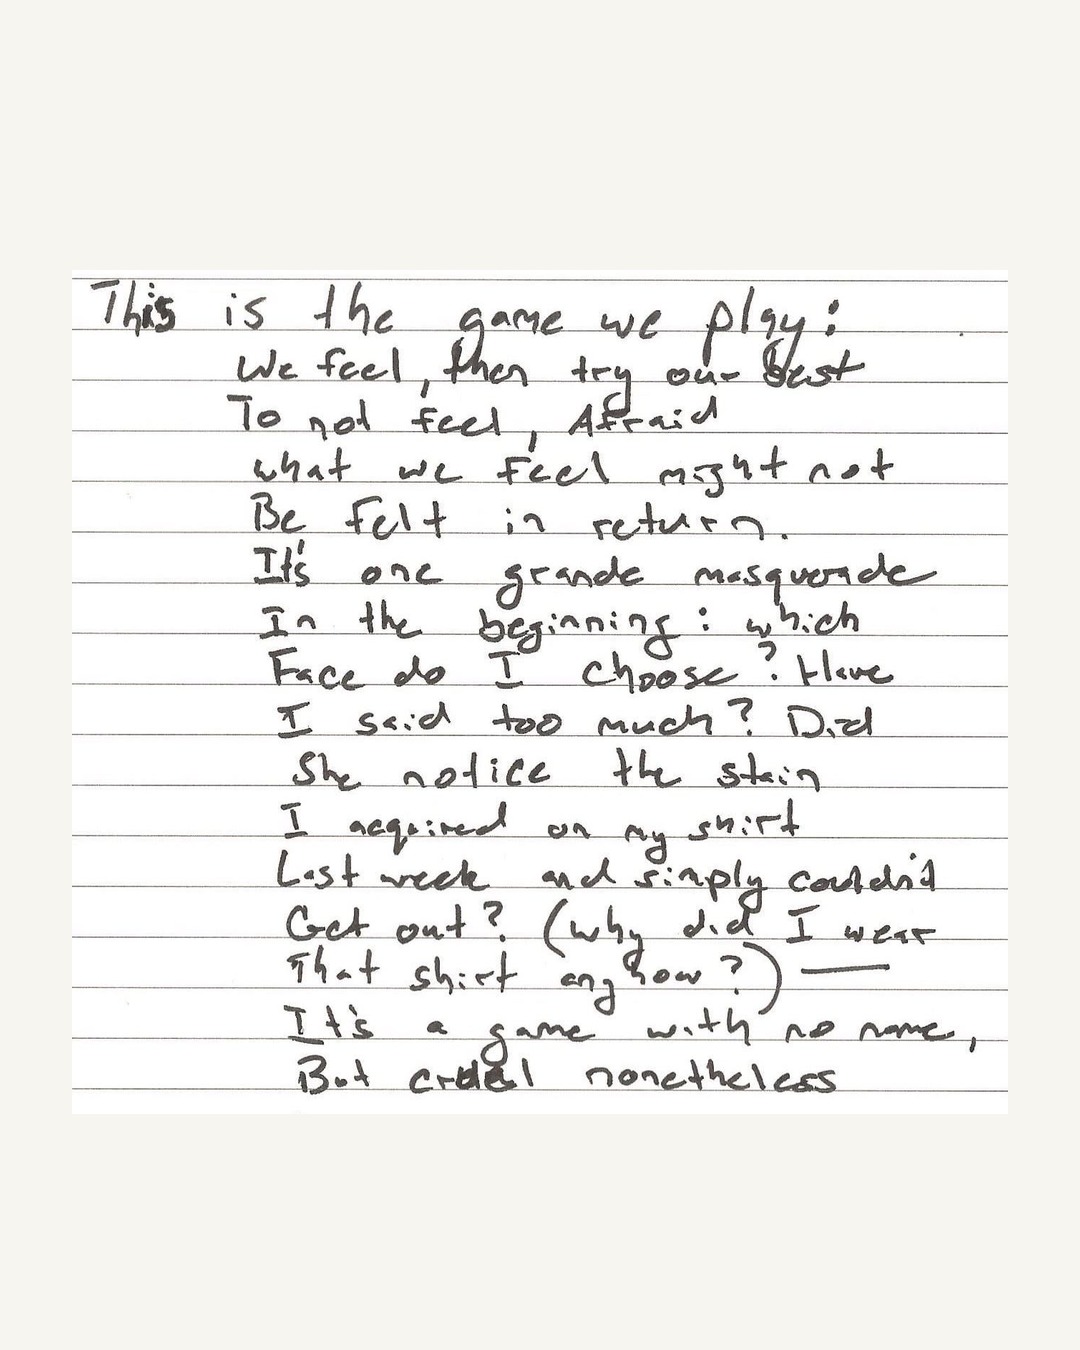 This is the game we play:
We feel, then try our best
To not feel, Afraid
what we feel might not
Be felt in return.
It's one grande masquerade
In the beginning: which
Face do I choose? Have
I said too much? Did
She notice the stain
I acquired on my shirt
Last week and simply couldn't
Get out? (why did I wear
That shirt anyhow?) —
It's a game with no name,
But cruel nonetheless